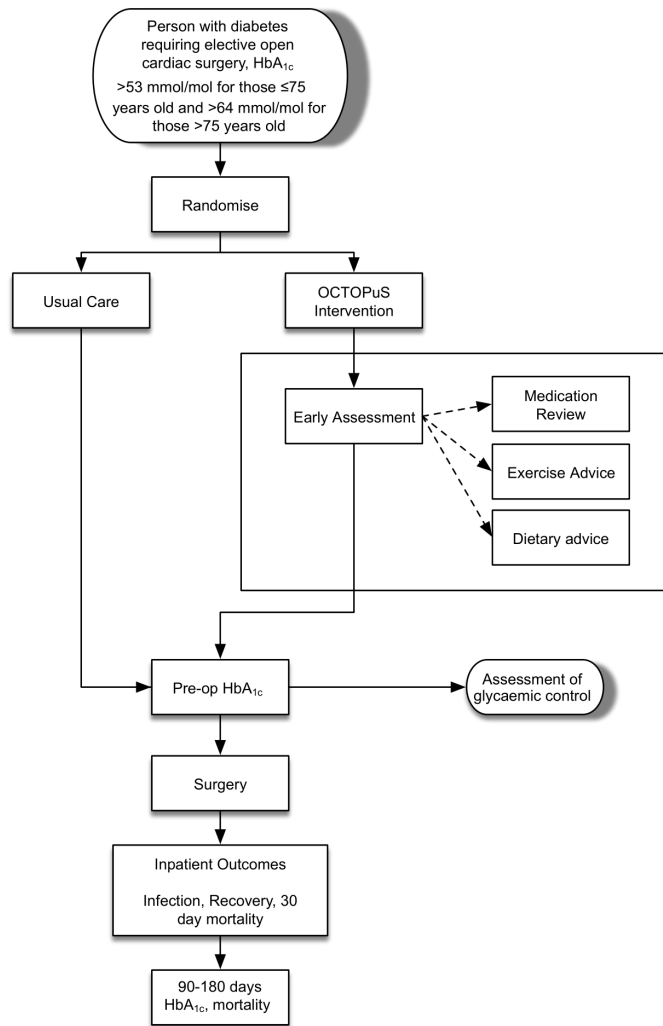 Person with diabetes
requiring elective open
cardiac surgery, HbA1c
>53 mmol/mol for those ≤75
years old and >64 mmol/mol for
those >75 years old
Randomise
Usual Care
OCTOPuS
Intervention
Early Assessment
Medication
Review
Exercise Advice
Dietary advice
Pre-op HbA1c
Assessment of
glycaemic control
Surgery
Inpatient Outcomes
Infection, Recovery, 30
day mortality
90-180 days
HbA1c, mortality